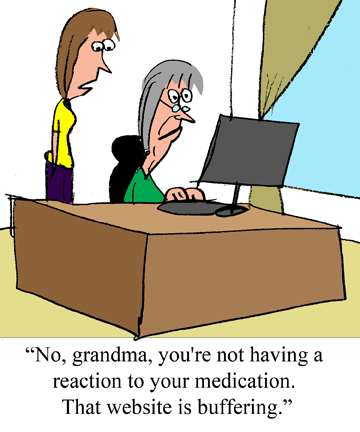 “No, grandma, you're not having a
reaction to your medication.
That website is buffering.”